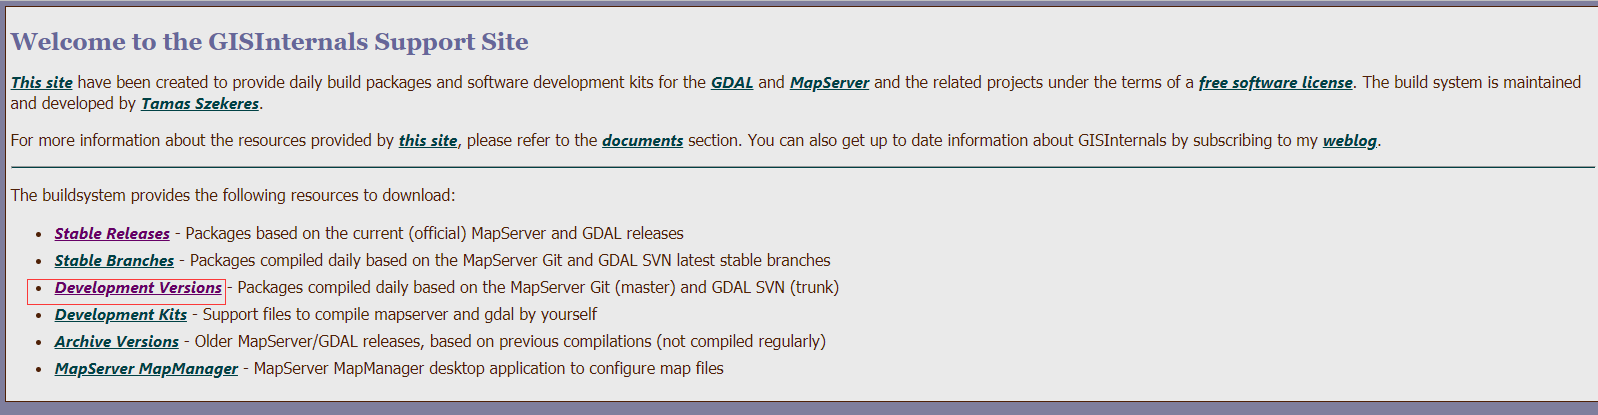 Welcome to the GISInternals Support Site
This site have been created to provide daily build packages and software development kits for the GDAL and MapServer and the related projects under the terms of a free software license. The build system is maintained
and developed by Tamas Szekeres.
For more information about the resources provided by this site, please refer to the documents section. You can also get up to date information about GISInternals by subscribing to my weblog.
The buildsystem provides the following resources to download:
• Stable Releases - Packages based on the current (official) MapServer and GDAL releases
• Stable Branches - Packages compiled daily based on the MapServer Git and GDAL SVN latest stable branches
• Development Versions - Packages compiled daily based on the MapServer Git (master) and GDAL SVN (trunk)
• Development Kits - Support files to compile mapserver and gdal by yourself
• Archive Versions - Older MapServer/GDAL releases, based on previous compilations (not compiled regularly)
• MapServer MapManager - MapServer MapManager desktop application to configure map files